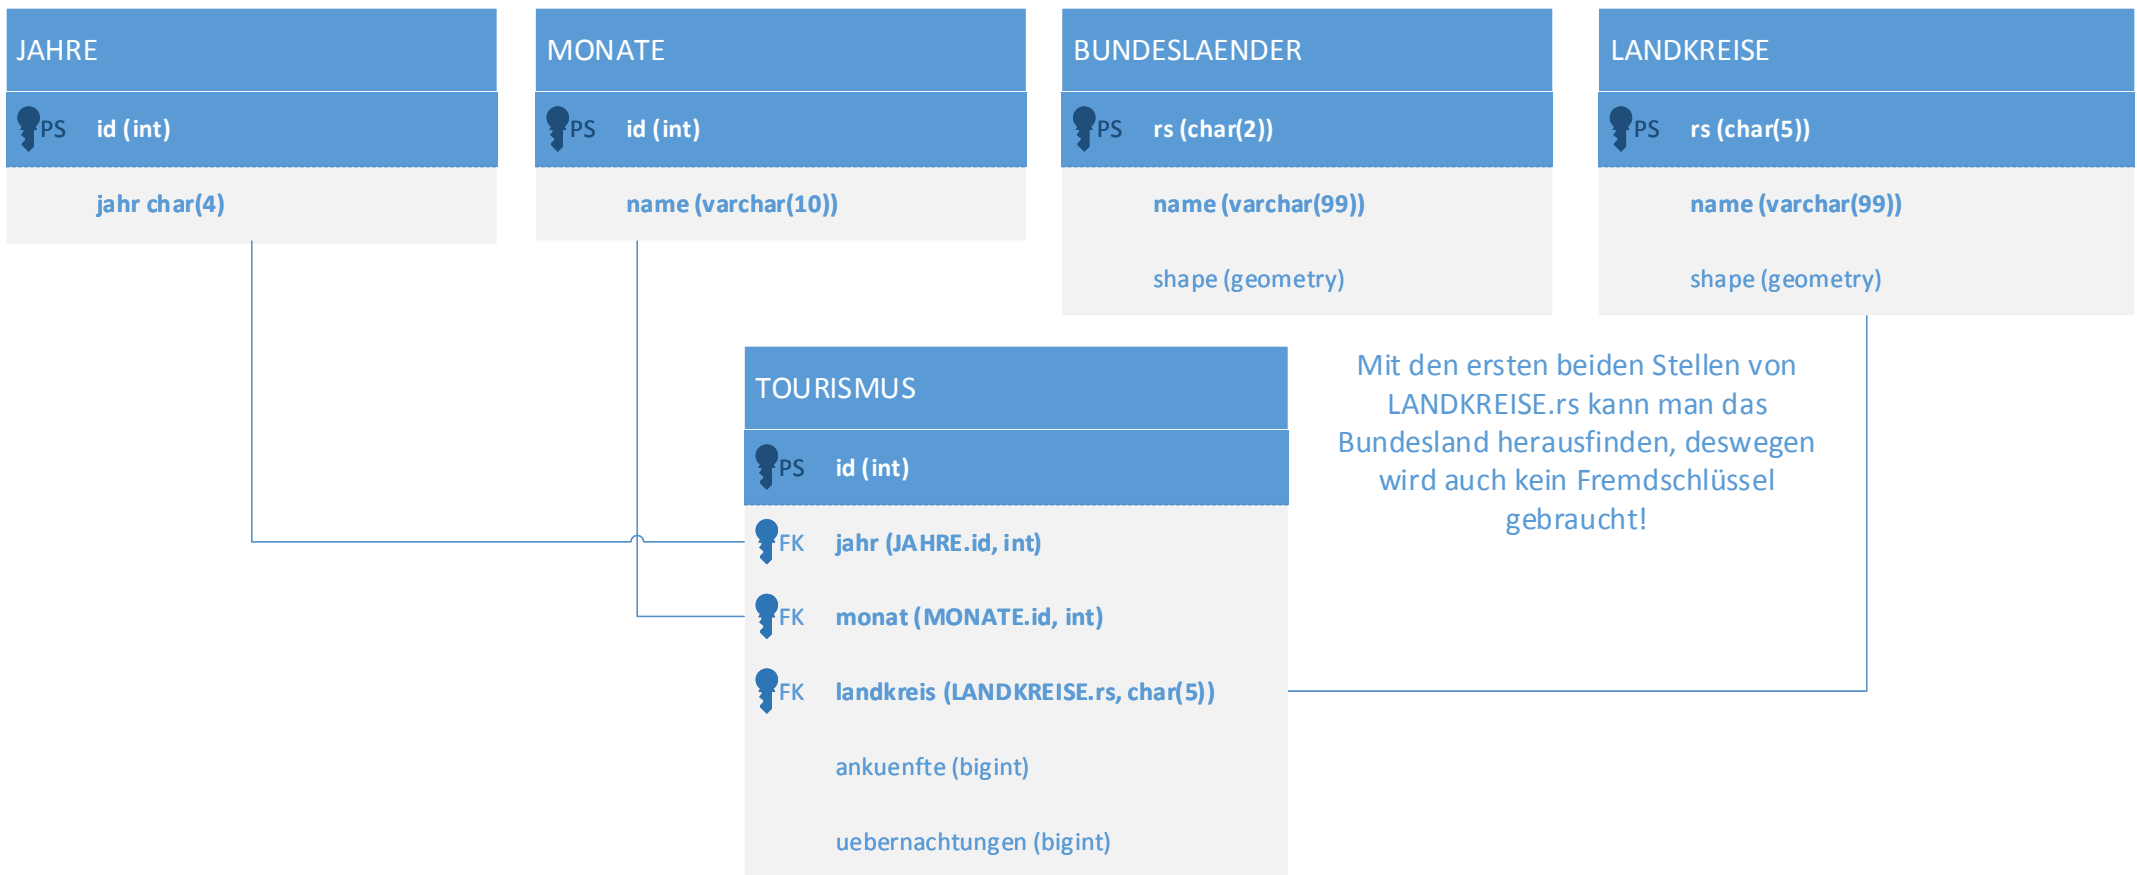 JAHRE
PS id (int)
jahr char(4)
MONATE
PS id (int)
name (varchar(10))
BUNDESLAENDER
PS rs (char(2))
name (varchar(99))
shape (geometry)
LANDKREISE
PS rs (char(5))
name (varchar(99))
shape (geometry)
TOURISMUS
PS id (int)
FK jahr (JAHRE.id, int)
FK monat (MONATE.id, int)
FK landkreis (LANDKREISE.rs, char(5))
ankuenfte (bigint)
uebernachtungen (bigint)
Mit den ersten beiden Stellen von
LANDKREISE.rs kann man das
Bundesland herausfinden, deswegen
wird auch kein Fremdschlüssel
gebraucht!